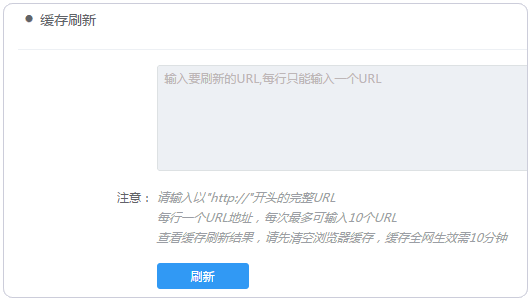 缓存刷新
输入要刷新的URL,每行只能输入一个URL
注意： 请输入以"http://"开头的完整URL
每行一个URL地址，每次最多可输入10个URL
查看缓存刷新结果，请先清空浏览器缓存，缓存全网生效需10分钟
刷新